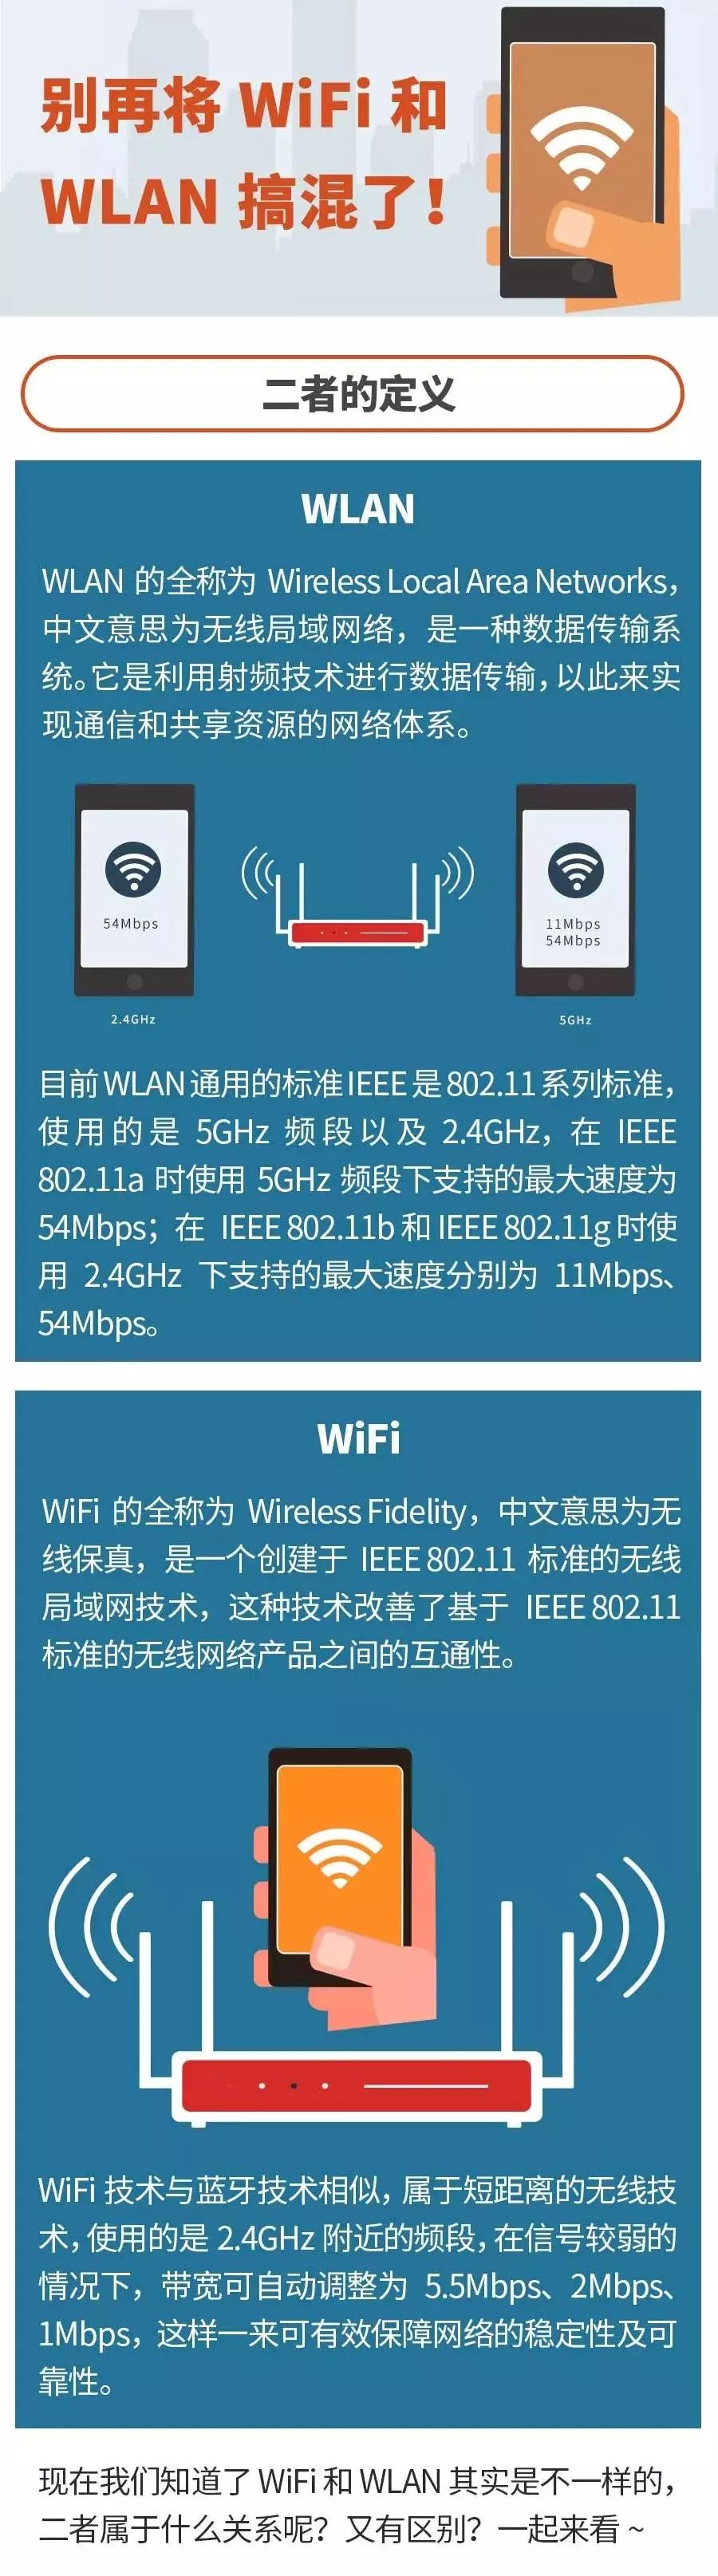 别再将 WiFi 和
WLAN 搞混了！
二者的定义
WLAN
WLAN 的全称为 Wireless Local Area Networks，
中文意思为无线局域网络，是一种数据传输系
统。它是利用射频技术进行数据传输，以此来实
现通信和共享资源的网络体系。
54Mbps
11Mbps
54Mbps
2.4GHz
5GHz
目前WLAN通用的标准IEEE是802.11系列标准，
使用的是 5GHz 频段以及 2.4GHz，在 IEEE
802.11a 时使用 5GHz 频段下支持的最大速度为
54Mbps；在 IEEE 802.11b 和 IEEE 802.11g 时使
用 2.4GHz 下支持的最大速度分别为 11Mbps、
54Mbps。
WiFi
WiFi 的全称为 Wireless Fidelity，中文意思为无
线保真，是一个创建于 IEEE 802.11 标准的无线
局域网技术，这种技术改善了基于 IEEE 802.11
标准的无线网络产品之间的互通性。
WiFi 技术与蓝牙技术相似，属于短距离的无线技
术，使用的是 2.4GHz 附近的频段，在信号较弱的
情况下，带宽可自动调整为 5.5Mbps、2Mbps、
1Mbps，这样一来可有效保障网络的稳定性及可
靠性。
现在我们知道了 WiFi 和 WLAN 其实是不一样的，
二者属于什么关系呢？又有区别？一起来看 ~